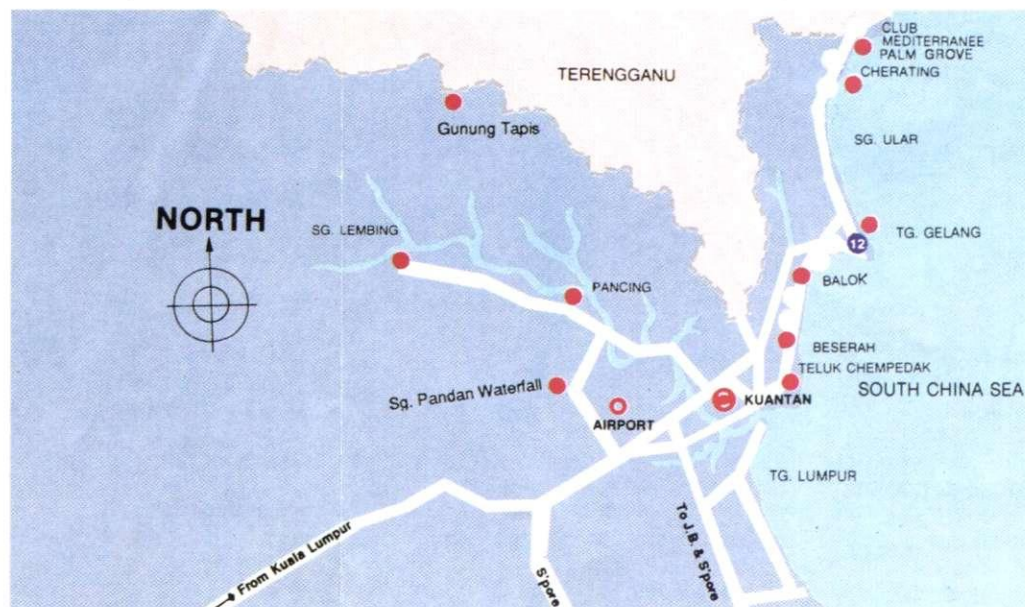 CLUB
MEDITERRANEE
PALM GROVE
CHERATING
TERENGGANU
Gunung Tapis
SG. ULAR
NORTH
SG. LEMBING
TG. GELANG
12
BALOK
PANCING
BESERAH
TELUK CHEMPEDAK
Sg. Pandan Waterfall
SOUTH CHINA SEA
KUANTAN
AIRPORT
TG. LUMPUR
From Kuala Lumpur
S'pore
To J.B. & S'pore